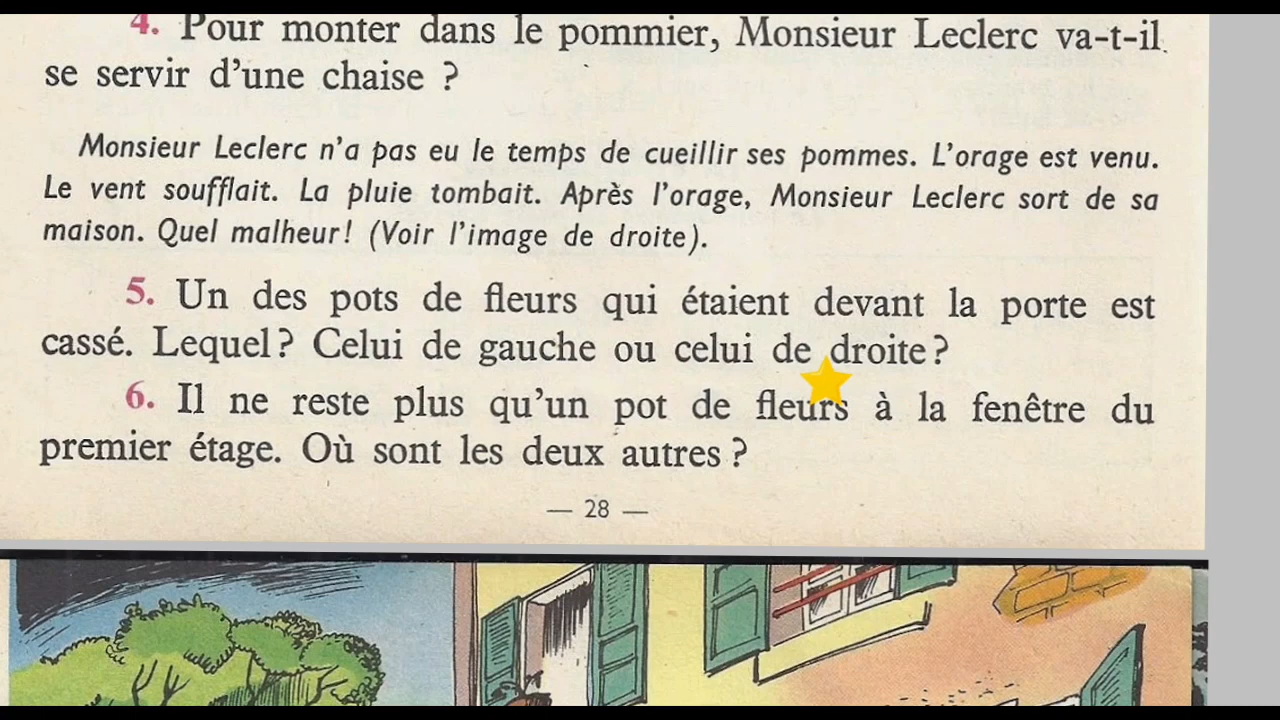 4. Pour monter dans le pommier, Monsieur Leclerc va-t-il
se servir d'une chaise ?
Monsieur Leclerc n'a pas eu le temps de cueillir ses pommes. L'orage est venu.
Le vent soufflait. La pluie tombait. Après l'orage, Monsieur Leclerc sort de sa
maison. Quel malheur! (Voir l'image de droite).
5. Un des pots de fleurs qui étaient devant la porte est
cassé. Lequel? Celui de gauche ou celui de droite?
6. Il ne reste plus qu'un pot de fleurs à la fenêtre du
premier étage. Où sont les deux autres?
— 28 —